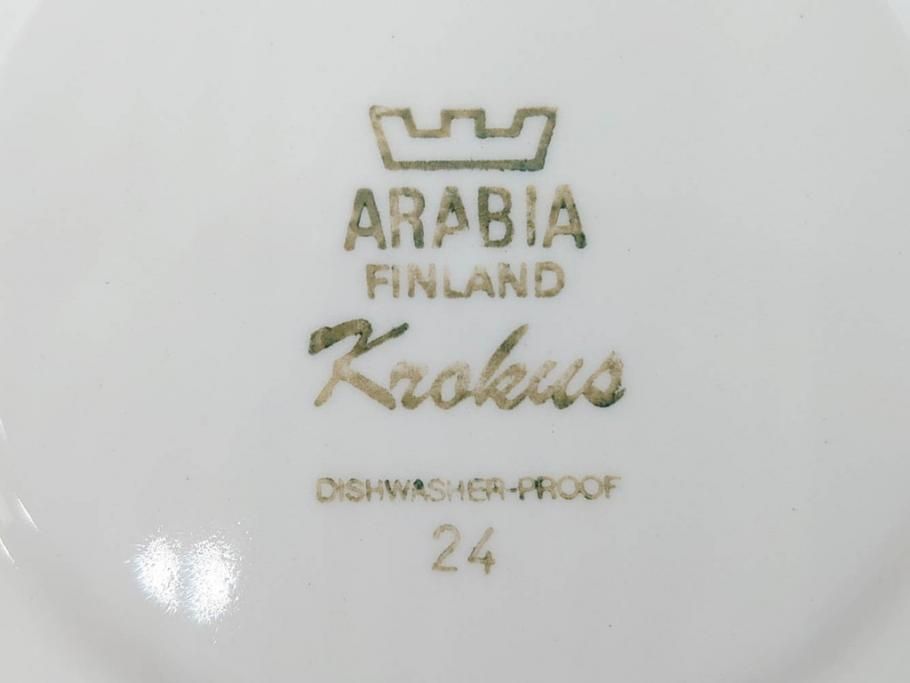 ARABIA
FINLAND
Krokus
DISHWASHER-PROOF
24